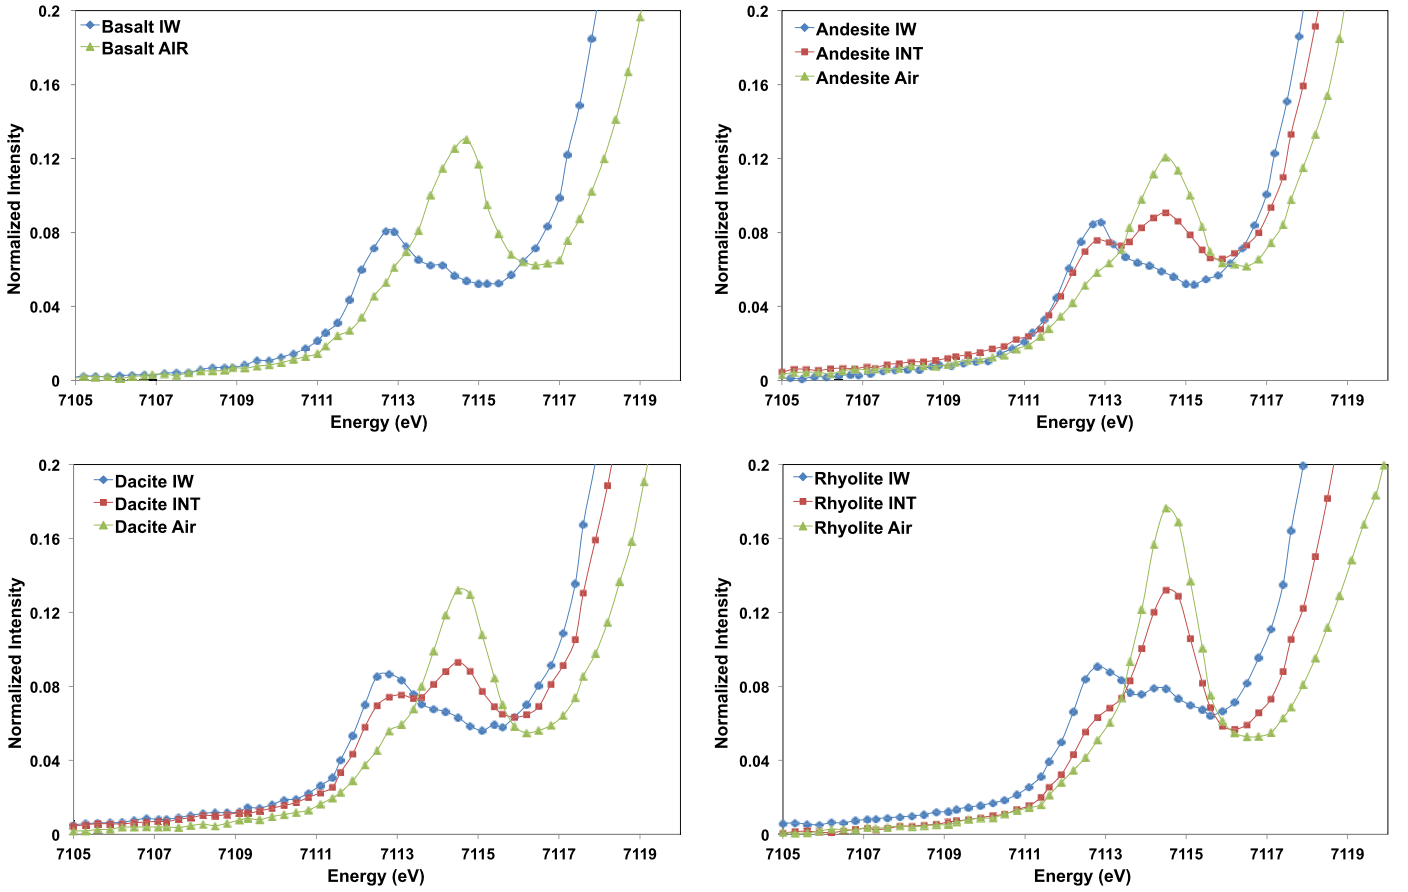 Basalt IW
Basalt AIR
0.2
0.16
0.12
0.08
0.04
0
Normalized Intensity
7105 7107 7109 7111 7113 7115 7117 7119
Energy (eV)
Andesite IW
Andesite INT
Andesite Air
0.2
0.16
0.12
0.08
0.04
0
Normalized Intensity
7105 7107 7109 7111 7113 7115 7117 7119
Energy (eV)
Dacite IW
Dacite INT
Dacite Air
0.2
0.16
0.12
0.08
0.04
0
Normalized Intensity
7105 7107 7109 7111 7113 7115 7117 7119
Energy (eV)
Rhyolite IW
Rhyolite INT
Rhyolite Air
0.2
0.16
0.12
0.08
0.04
0
Normalized Intensity
7105 7107 7109 7111 7113 7115 7117 7119
Energy (eV)